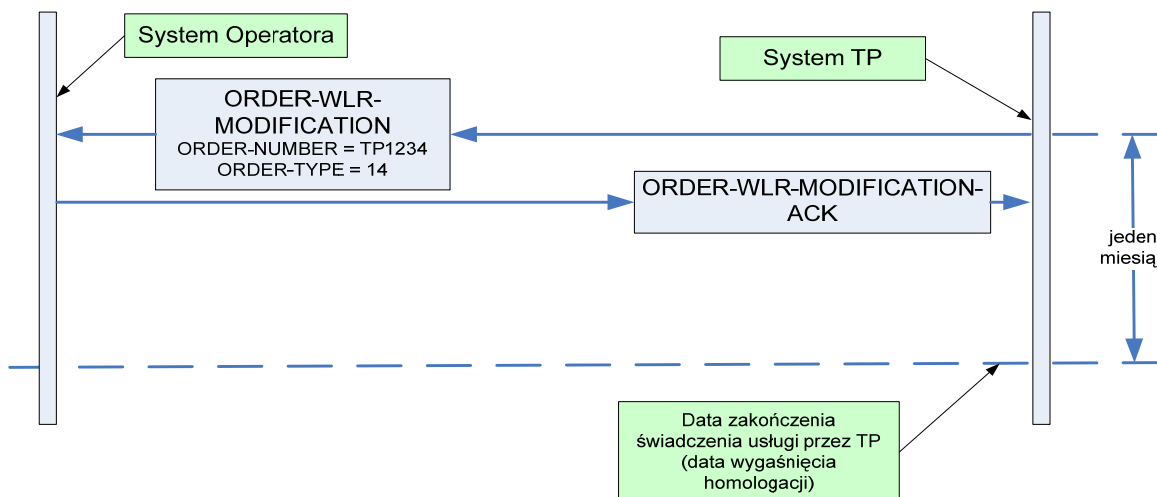 System Operatora
System TP
ORDER-WLR-
MODIFICATION
ORDER-NUMBER = TP1234
ORDER-TYPE = 14
ORDER-WLR-MODIFICATION-
ACK
jeden
miesią
Data zakończenia
świadczenia usługi przez TP
(data wygaśnięcia
homologacji)